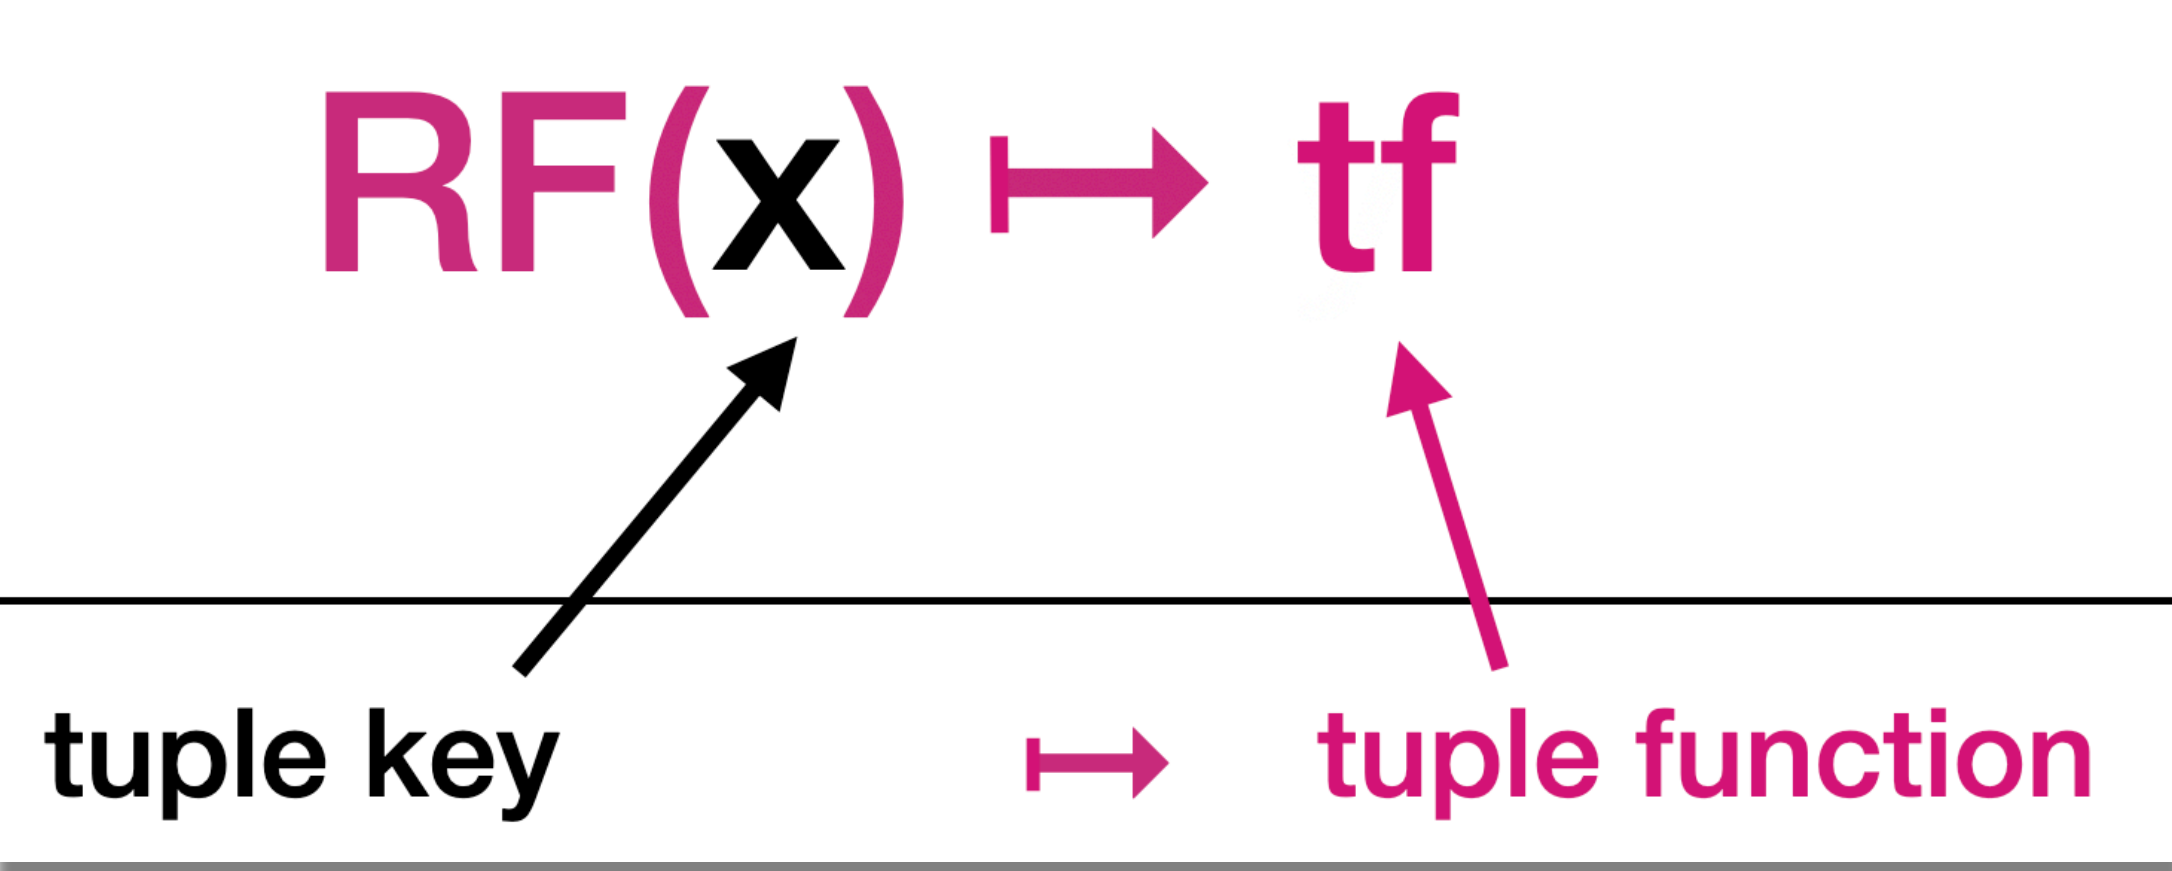 RF(x) ↦ tf
tuple key ↦ tuple function